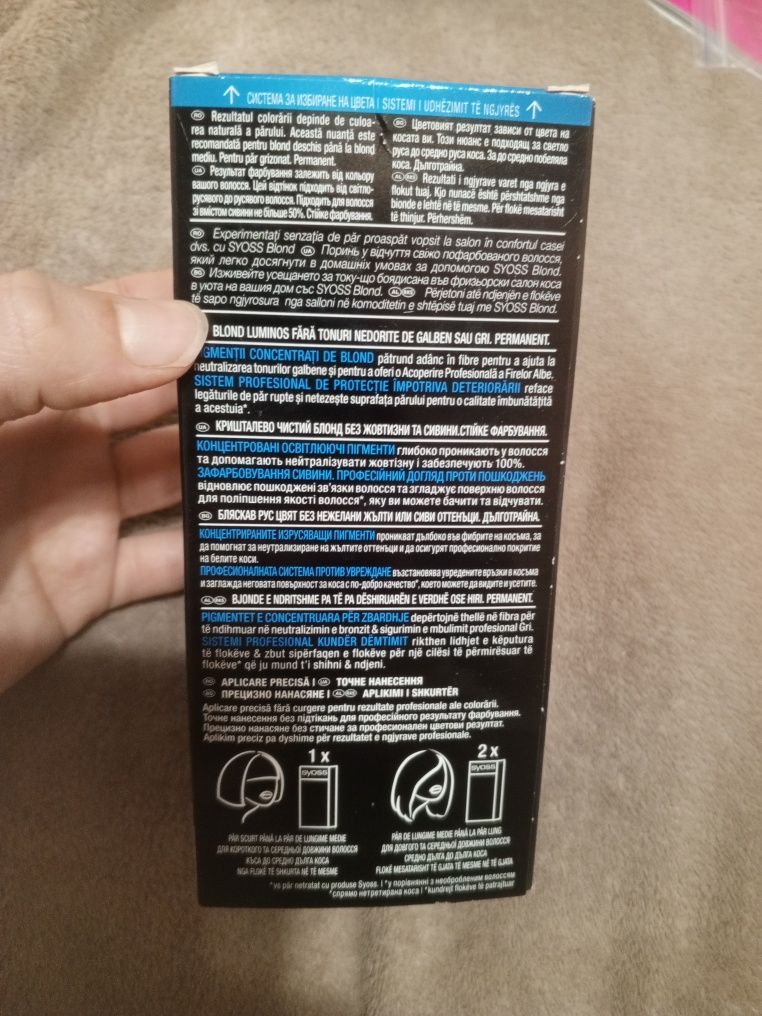 СИСТЕМА ЗА ИЗБИРАНЕ НА ЦВЕТА | SISTEMI I UDHËZIMIT TË NGJYRËS
RO Rezultatul colorării depinde de culoa-
rea naturală a părului. Această nuanță este
recomandată pentru blond deschis până la blond
mediu. Pentru păr grizonat. Permanent.
UA Результат фарбування залежить від кольору
вашого волосся. Цей відтінок підходить від світло-
русявого до русявого волосся. Підходить для волосся
зі вмістом сивини не більше 50%. Стійке фарбування.
BG Цветовият резултат зависи от цвета на
косата ви. Този нюанс е подходящ за светло
руса до средно руса коса. За до средно побеляла
коса. Дълготрайна.
AL BKS Rezultati i ngjyrave varet nga ngjyra e
flokut tuaj. Kjo nunacë është përshtatshme nga
bionde e lehtë në të mesme. Për flokë mesatarisht
të thinjur. Përhershëm.
RO Experimentați senzația de păr proaspăt vopsit la salon în confortul casei
dvs. cu SYOSS Blond UA Поринь у відчуття свіжо пофарбованого волосся,
який легко досягнути в домашніх умовах за допомогою SYOSS Blond.
BG Изживейте усещането за току-що боядисана във фризьорски салон коса
в уюта на вашия дом със SYOSS Blond. AL BKS Përjetoni atë ndjenjën e flokëve
të sapo ngjyrosura nga salloni në komoditetin e shtëpisë tuaj me SYOSS Blond.
BLOND LUMINOS FĂRĂ TONURI NEDORITE DE GALBEN SAU GRI. PERMANENT.
PIGMENȚII CONCENTRAȚI DE BLOND pătrund adânc în fibre pentru a ajuta la
neutralizarea tonurilor galbene și pentru a oferi o Acoperire Profesională a Firelor Albe.
SISTEM PROFESIONAL DE PROTECȚIE ÎMPOTRIVA DETERIORĂRII reface
legăturile de păr rupte și netezește suprafața părului pentru o calitate îmbunătățită
a acestuia*.
UA КРИШТАЛЕВО ЧИСТИЙ БЛОНД БЕЗ ЖОВТИЗНИ ТА СИВИНИ.СТІЙКЕ ФАРБУВАННЯ.
КОНЦЕНТРОВАНІ ОСВІТЛЮЮЧІ ПІГМЕНТИ глибоко проникають у волосся
та допомагають нейтралізувати жовтизну і забезпечують 100%.
ЗАФАРБОВУВАННЯ СИВИНИ. ПРОФЕСІЙНИЙ ДОГЛЯД ПРОТИ ПОШКОДЖЕНЬ
відновлює пошкоджені зв'язки волосся та згладжує поверхню волосся
для поліпшення якості волосся*, яку ви можете бачити та відчувати.
BG БЛЯСКАВ РУС ЦВЯТ БЕЗ НЕЖЕЛАНИ ЖЪЛТИ ИЛИ СИВИ ОТТЕНЪЦИ. ДЪЛГОТРАЙНА.
КОНЦЕНТРИРАНИТЕ ИЗРУСЯВАЩИ ПИГМЕНТИ проникват дълбоко във фибрите на косъма, за
да помогнат за неутрализиране на жълтите оттенъци и да осигурят професионално покритие
на белите коси.
ПРОФЕСИОНАЛНАТА СИСТЕМА ПРОТИВ УВРЕЖДАНЕ възстановява увредените връзки в косъма
и заглажда неговата повърхност за коса с по-добро качество*, което можете да видите и усетите.
AL BKS BJONDE E NDRITSHME PA TË PA DËSHIRUARËN E VERDHË OSE HIRI. PERMANENT.
PIGMENTET E CONCENTRUARA PËR ZBARDHJE depërtojnë thellë në fibra për
të ndihmuar në neutralizimin e bronzit & sigurimin e mbulimit profesional Gri.
SISTEMI PROFESIONAL KUNDËR DËMTIMIT rikthen lidhjet e këputura
të flokëve & zbut sipërfaqen e flokëve për një cilësi të përmirësuar të
flokëve* që ju mund t'i shihni & ndjeni.
RO APLICARE PRECISĂ I UA ТОЧНЕ НАНЕСЕННЯ
BG ПРЕЦИЗНО НАНАСЯНЕ I AL BKS APLIKIMI I SHKURTËR
Aplicare precisă fără curgere pentru rezultate profesionale ale colorării.
Точне нанесення без підтікань для професійного результату фарбування.
Прецизно нанасяне без стичане за професионален цветови резултат.
Aplikim preciz pa dyshime për rezultatet e ngjyrave profesionale.
1 x
syoss
2 x
syoss
PĂR SCURT PÂNĂ LA PĂR DE LUNGIME MEDIE
ДЛЯ КОРОТКОГО ТА СЕРЕДНЬОЇ ДОВЖИНИ ВОЛОССЯ
КЪСА ДО СРЕДНО ДЪЛГА КОСА
NGA FLOKË TË SHKURTA NË TË MESME
PĂR DE LUNGIME MEDIE PÂNĂ LA PĂR LUNG
ДЛЯ ДОВГОГО ТА СЕРЕДНЬОЇ ДОВЖИНИ ВОЛОССЯ
СРЕДНО ДЪЛГА ДО ДЪЛГА КОСА
FLOKË MESATARISHT TË GJATA TË MESME NË TË GJATA
*vs păr netratat cu produse Syoss. I *у порівнянні з необробленим волоссям
*спрямо нетретирвана коса I *kundrejt flokëve të patrajtuar